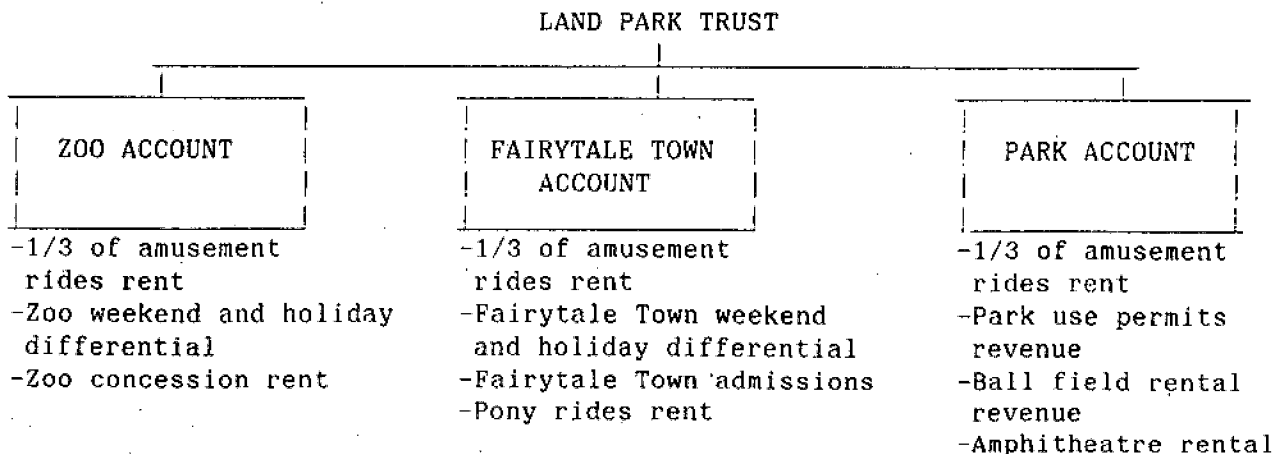 LAND PARK TRUST
ZOO ACCOUNT
-1/3 of amusement
rides rent
-Zoo weekend and holiday
differential
-Zoo concession rent
FAIRYTALE TOWN
ACCOUNT
-1/3 of amusement
rides rent
-Fairytale Town weekend
and holiday differential
-Fairytale Town admissions
-Pony rides rent
PARK ACCOUNT
-1/3 of amusement
rides rent
-Park use permits
revenue
-Ball field rental
revenue
-Amphitheatre rental